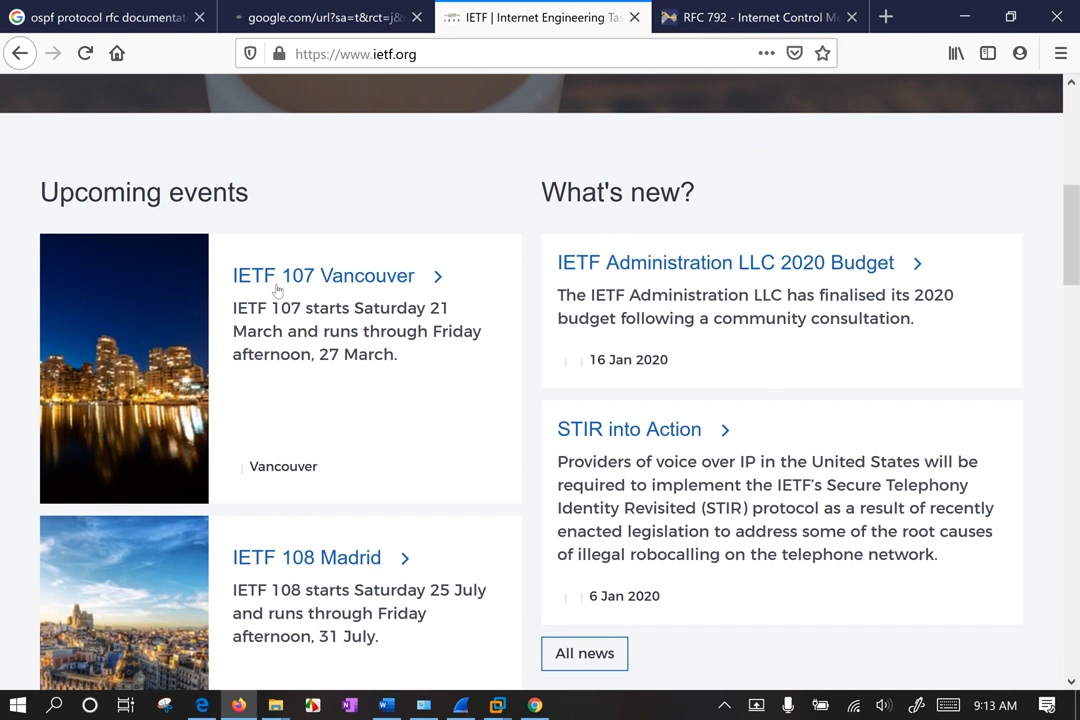 ospf protocol rfc documentat
google.com/url?sa=t&rct=j&
IETF | Internet Engineering Tas
RFC 792 - Internet Control Me
https://www.ietf.org
Upcoming events
IETF 107 Vancouver
IETF 107 starts Saturday 21
March and runs through Friday
afternoon, 27 March.
Vancouver
IETF 108 Madrid
IETF 108 starts Saturday 25 July
and runs through Friday
afternoon, 31 July.
What's new?
IETF Administration LLC 2020 Budget
The IETF Administration LLC has finalised its 2020
budget following a community consultation.
16 Jan 2020
STIR into Action
Providers of voice over IP in the United States will be
required to implement the IETF's Secure Telephony
Identity Revisited (STIR) protocol as a result of recently
enacted legislation to address some of the root causes
of illegal robocalling on the telephone network.
6 Jan 2020
All news
9:13 AM